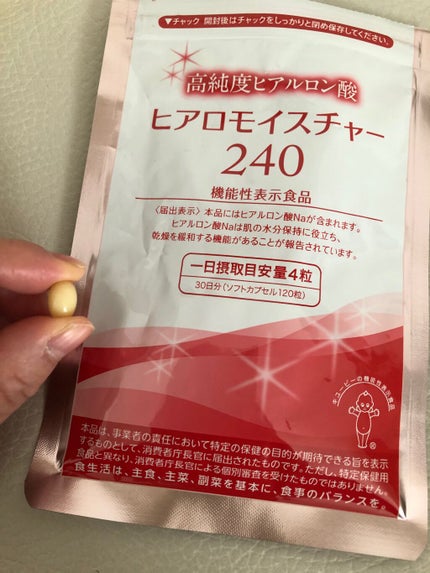 ▼チャック 開封後はチャックをしっかりと閉め保存してください。▼
高純度ヒアルロン酸
ヒアロモイスチャー
240
機能性表示食品
〈届出表示〉本品にはヒアルロン酸Naが含まれます。
ヒアルロン酸Naは肌の水分保持に役立ち、
乾燥を緩和する機能があることが報告されています。
一日摂取目安量4粒
30日分(ソフトカプセル120粒)
キユーピーの機能性表示食品
®
本品は、事業者の責任において特定の保健の目的が期待できる旨を表示
するものとして、消費者庁長官に届出されたものです。ただし、特定保健用
食品と異なり、消費者庁長官による個別審査を受けたものではありません。
食生活は、主食、主菜、副菜を基本に、食事のバランスを。